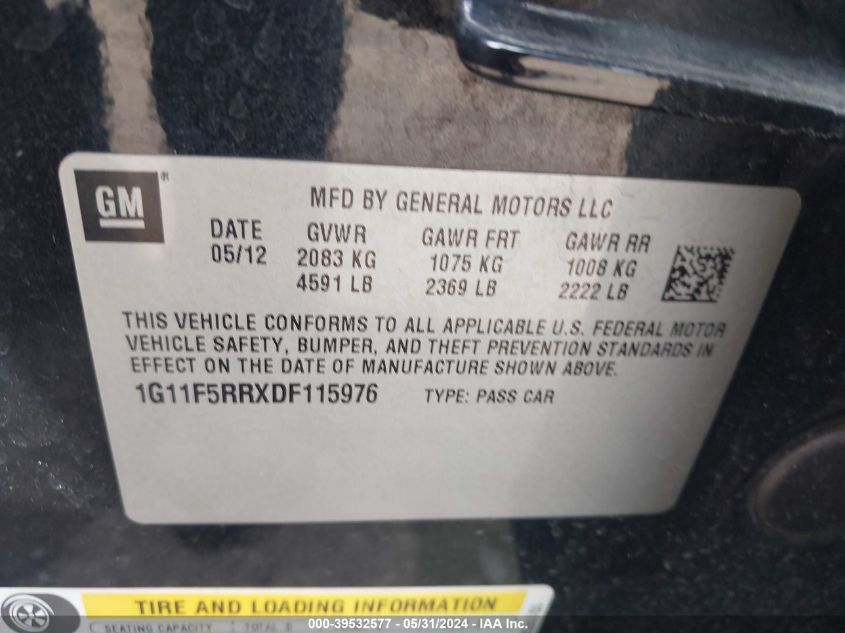 GM
MFD BY GENERAL MOTORS LLC
DATE GVWR GAWR FRT GAWR RR
05/12 2083 KG 1075 KG 1008 KG
4591 LB 2369 LB 2222 LB
THIS VEHICLE CONFORMS TO ALL APPLICABLE U.S. FEDERAL MOTOR
VEHICLE SAFETY, BUMPER, AND THEFT PREVENTION STANDARDS IN
EFFECT ON THE DATE OF MANUFACTURE SHOWN ABOVE.
1G11F5RRXDF115976 TYPE: PASS CAR
TIRE AND LOADING INFORMATION
SEATING CAPACITY TOTAL
000-39532577 - 05/31/2024 - IAA Inc.